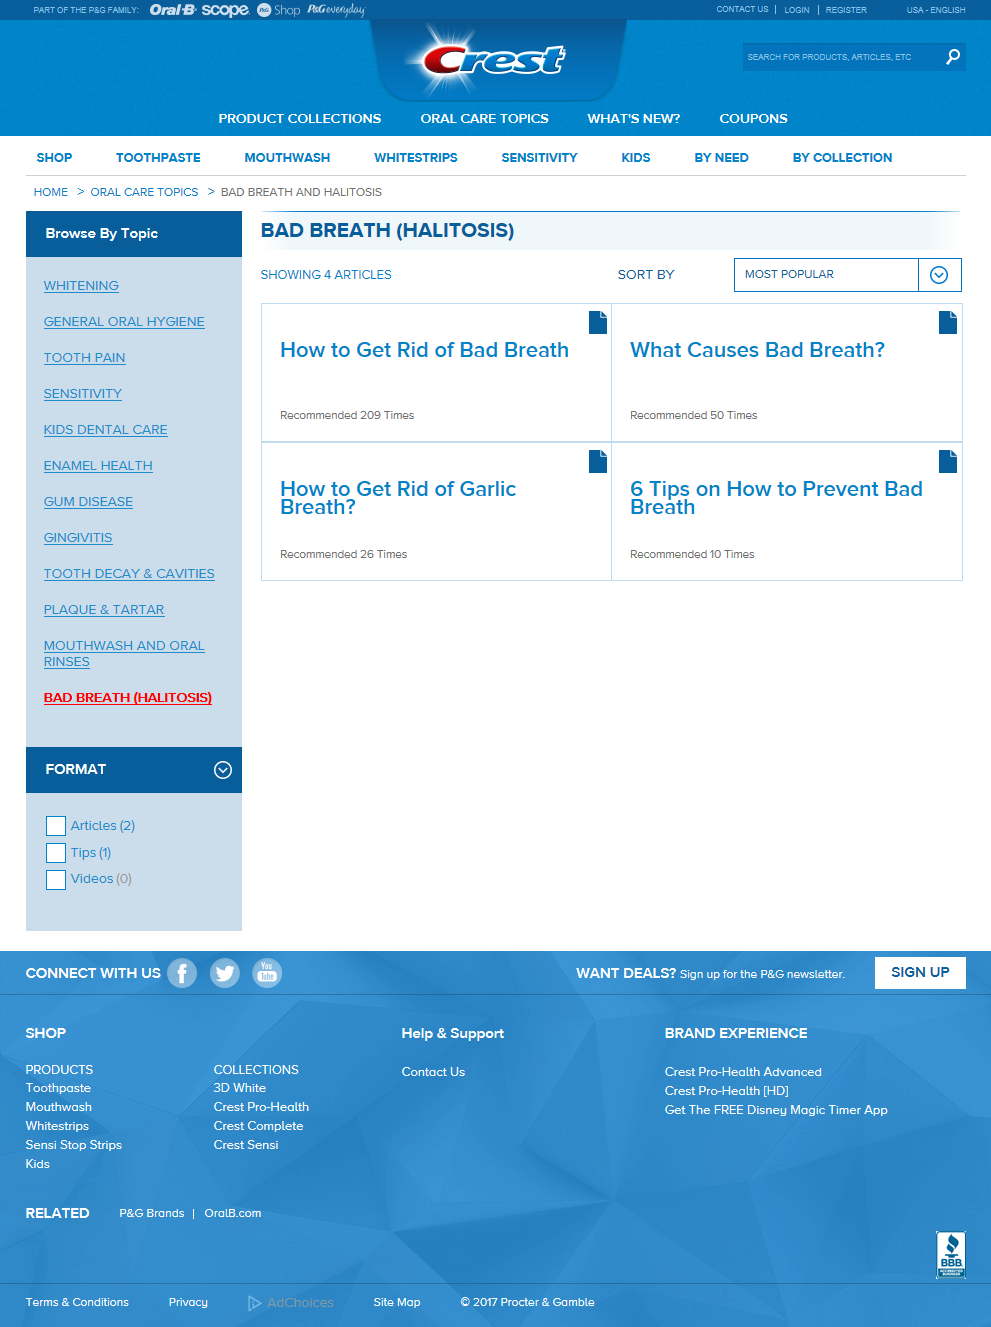 PART OF THE P&G FAMILY: Oral-B scope. P&G Shop P&G everyday
CONTACT US | LOGIN | REGISTER USA - ENGLISH
Crest
SEARCH FOR PRODUCTS, ARTICLES, ETC
PRODUCT COLLECTIONS ORAL CARE TOPICS WHAT'S NEW? COUPONS
SHOP TOOTHPASTE MOUTHWASH WHITESTRIPS SENSITIVITY KIDS BY NEED BY COLLECTION
HOME > ORAL CARE TOPICS > BAD BREATH AND HALITOSIS
Browse By Topic
WHITENING
GENERAL ORAL HYGIENE
TOOTH PAIN
SENSITIVITY
KIDS DENTAL CARE
ENAMEL HEALTH
GUM DISEASE
GINGIVITIS
TOOTH DECAY & CAVITIES
PLAQUE & TARTAR
MOUTHWASH AND ORAL
RINSES
BAD BREATH (HALITOSIS)
FORMAT
Articles (2)
Tips (1)
Videos (0)
BAD BREATH (HALITOSIS)
SHOWING 4 ARTICLES
SORT BY
MOST POPULAR
How to Get Rid of Bad Breath
Recommended 209 Times
What Causes Bad Breath?
Recommended 50 Times
How to Get Rid of Garlic
Breath?
Recommended 26 Times
6 Tips on How to Prevent Bad
Breath
Recommended 10 Times
CONNECT WITH US
You
Tube
WANT DEALS? Sign up for the P&G newsletter.
SIGN UP
SHOP
PRODUCTS
Toothpaste
Mouthwash
Whitestrips
Sensi Stop Strips
Kids
COLLECTIONS
3D White
Crest Pro-Health
Crest Complete
Crest Sensi
Help & Support
Contact Us
BRAND EXPERIENCE
Crest Pro-Health Advanced
Crest Pro-Health [HD]
Get The FREE Disney Magic Timer App
RELATED P&G Brands | OralB.com
BBB
ACCREDITED
BUSINESS
Terms & Conditions Privacy AdChoices Site Map © 2017 Procter & Gamble